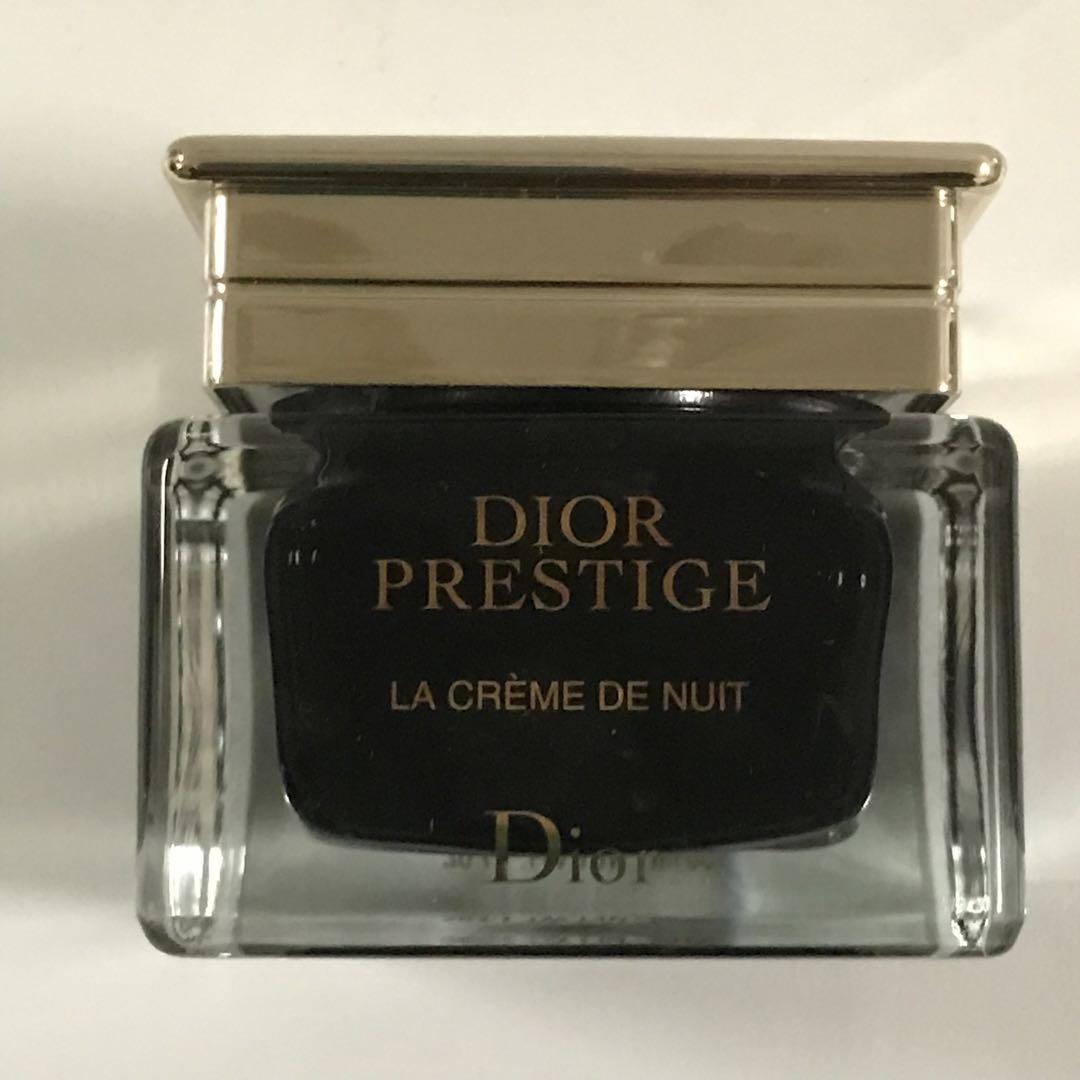 DIOR
PRESTIGE
LA CRÈME DE NUIT
Dior